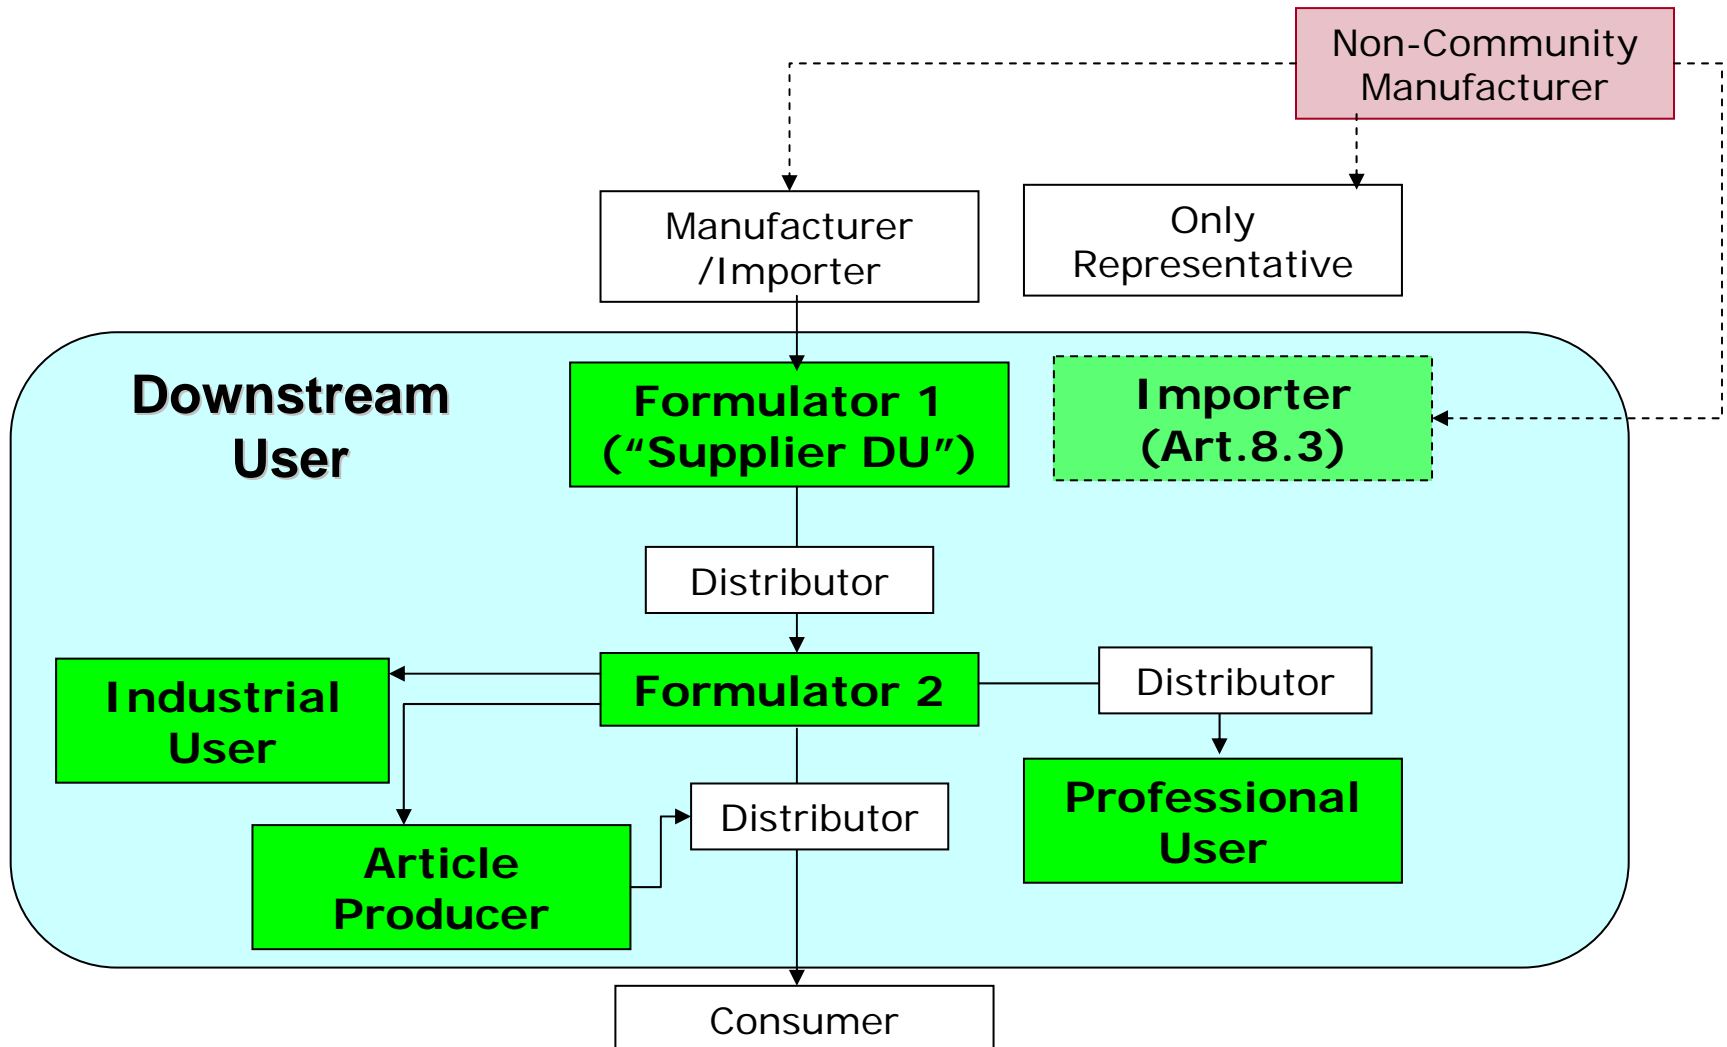 Non-Community
Manufacturer
Manufacturer
/Importer
Only
Representative
Downstream
User
Formulator 1
(“Supplier DU”)
Importer
(Art.8.3)
Distributor
Industrial
User
Formulator 2
Distributor
Professional
User
Distributor
Article
Producer
Consumer